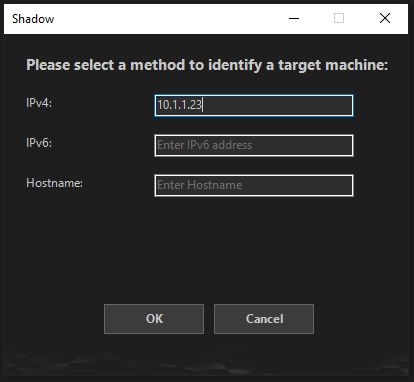 Shadow
Please select a method to identify a target machine:
IPv4: 10.1.1.23
IPv6: Enter IPv6 address
Hostname: Enter Hostname
OK Cancel